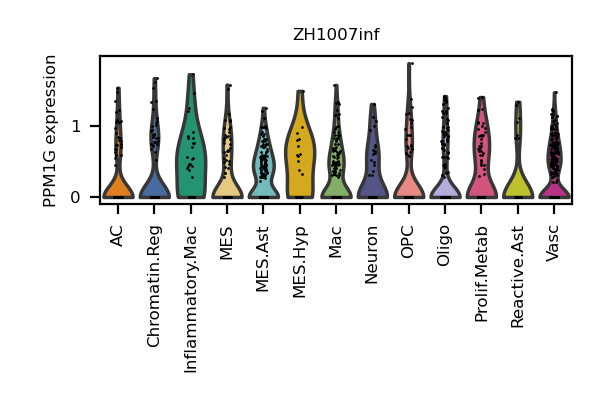 ZH1007inf
PPM1G expression
1
0
AC
Chromatin.Reg
Inflammatory.Mac
MES
MES.Ast
MES.Hyp
Mac
Neuron
OPC
Oligo
Prolif.Metab
Reactive.Ast
Vasc